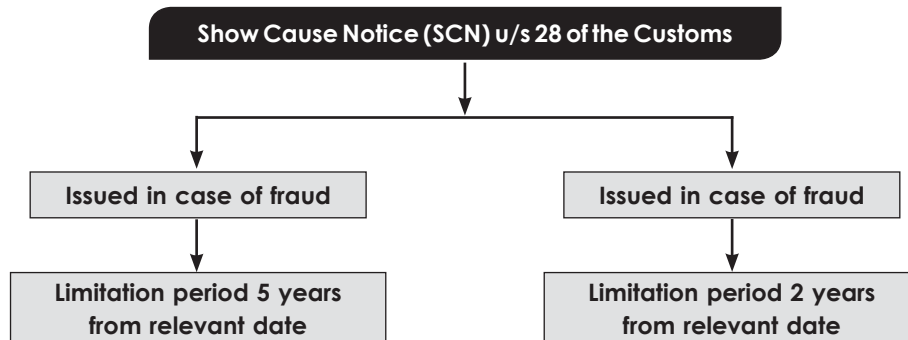 Show Cause Notice (SCN) u/s 28 of the Customs
Issued in case of fraud
Issued in case of fraud
Limitation period 5 years
from relevant date
Limitation period 2 years
from relevant date